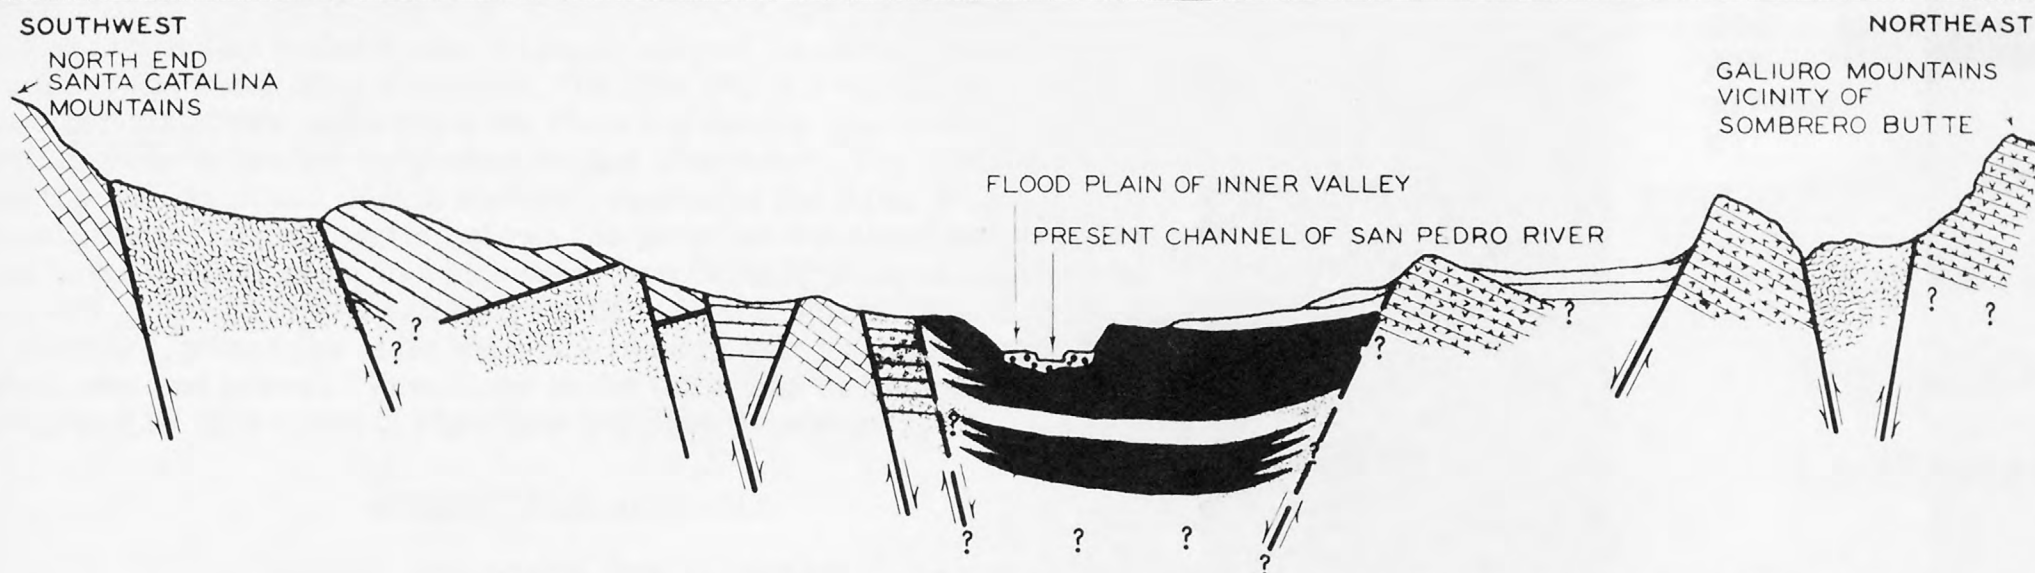 SOUTHWEST
NORTH END
SANTA CATALINA
MOUNTAINS
NORTHEAST
GALIURO MOUNTAINS
VICINITY OF
SOMBRERO BUTTE
FLOOD PLAIN OF INNER VALLEY
PRESENT CHANNEL OF SAN PEDRO RIVER
?
?
?
?
?
?
?
?
?
?
?
?